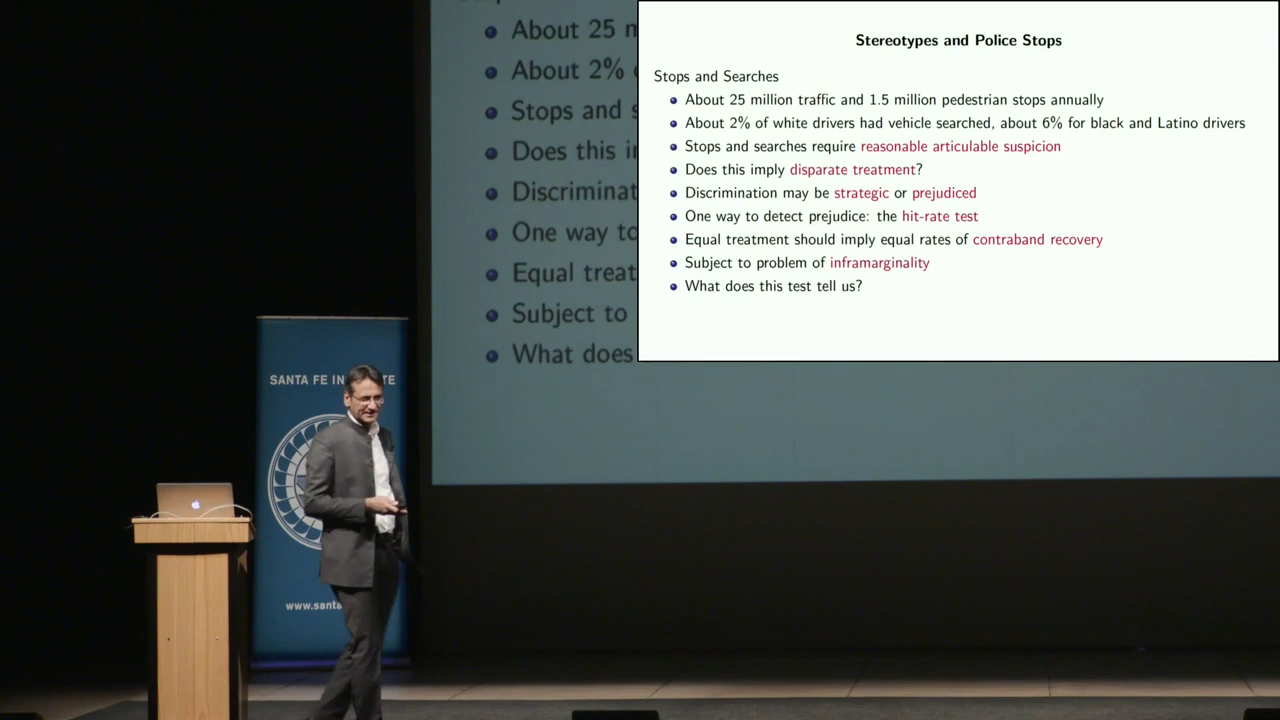 Stereotypes and Police Stops
Stops and Searches
About 25 million traffic and 1.5 million pedestrian stops annually
About 2% of white drivers had vehicle searched, about 6% for black and Latino drivers
Stops and searches require reasonable articulable suspicion
Does this imply disparate treatment?
Discrimination may be strategic or prejudiced
One way to detect prejudice: the hit-rate test
Equal treatment should imply equal rates of contraband recovery
Subject to problem of inframarginality
What does this test tell us?
About 25
About 2%
Stops and
Does this
Discriminat
One way to
Equal treat
Subject to
What does
SANTA FE IN TE
www.santa